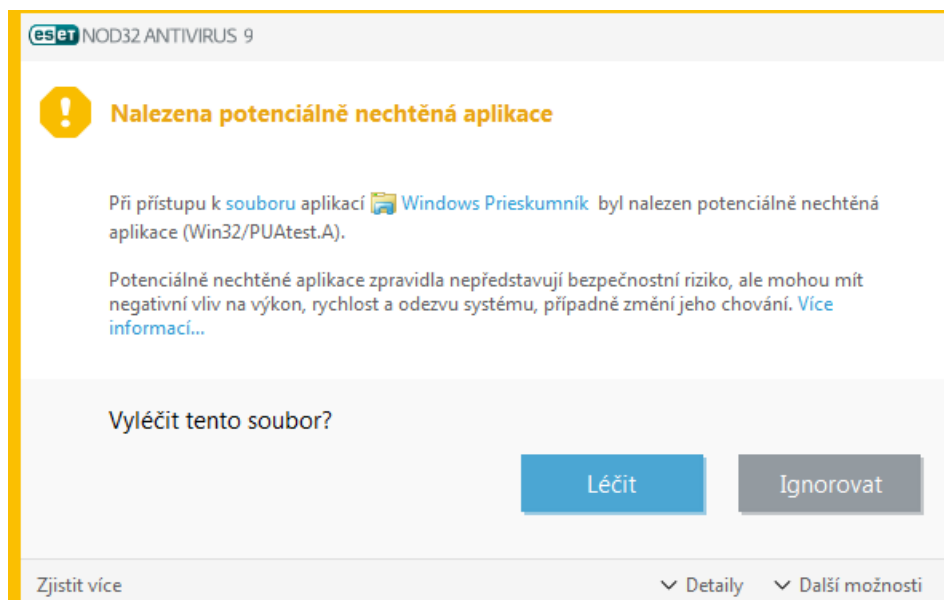 eset NOD32 ANTIVIRUS 9
Nalezena potenciálně nechtěná aplikace
Při přístupu k souboru aplikací Windows Prieskumník byl nalezen potenciálně nechtěná
aplikace (Win32/PUAtest.A).
Potenciálně nechtěné aplikace zpravidla nepředstavují bezpečnostní riziko, ale mohou mít
negativní vliv na výkon, rychlost a odezvu systému, případně změní jeho chování. Více
informací...
Vyléčit tento soubor?
Léčit
Ignorovat
Zjistit více
Detaily
Další možnosti